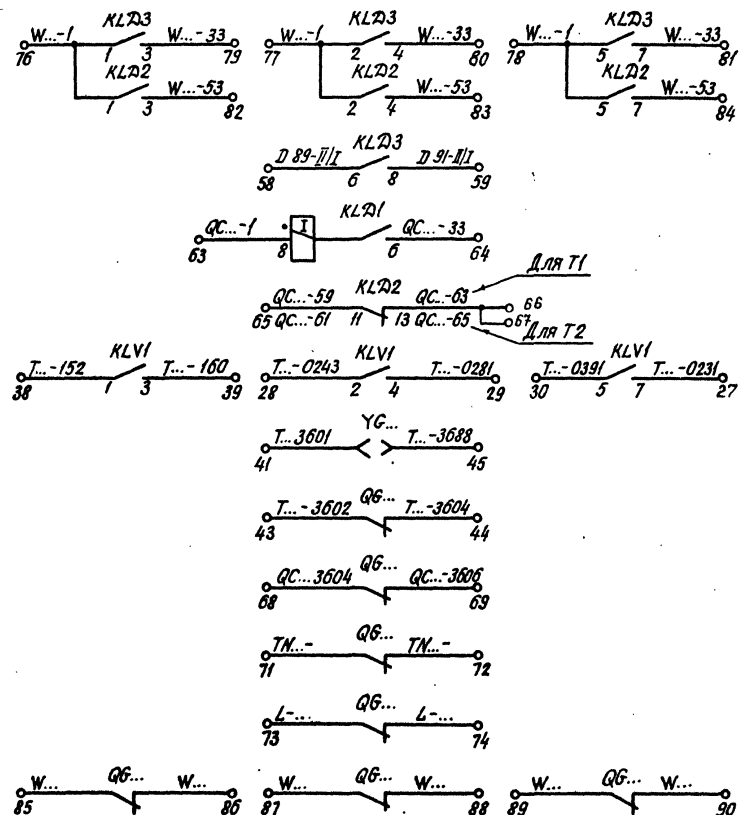 KLD3 KLD3 KLD3
W...-1 W...-33 W...-1 W...-33 W...-1 W...-33
76 1 3 79 77 2 4 80 78 5 7 81
KLD2 KLD2 KLD2
W...-53 W...-53 W...-53
1 3 82 2 4 83 5 7 84
KLD3
D 89-II/I D 91-II/I
58 6 8 59
KLD1
QC...-1 I QC...-33
63 8 6 64
Для Т1
KLD2
QC...-59 QC...-63 66
65 QC...-61 11 13 QC...-65 67
Для Т2
KLV1 KLV1 KLV1
T...-152 T...-160 T...-0243 T...-0281 T...-0391 T...-0231
38 1 3 39 28 2 4 29 30 5 7 27
YG...
T...3601 T...-3688
41 45
QG...
T...-3602 T...-3604
43 44
QG...
QC...3604 QC...-3606
68 69
QG...
TN...- TN...-
71 72
QG...
L-... L-...
73 74
QG... QG... QG...
W... W... W... W... W... W...
85 86 87 88 89 90